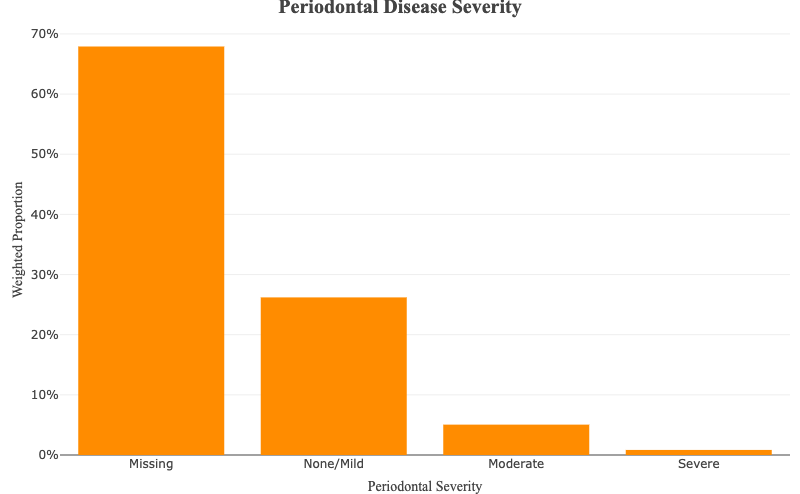 Periodontal Disease Severity
70%
60%
50%
40%
30%
20%
10%
0%
Weighted Proportion
Missing
None/Mild
Moderate
Severe
Periodontal Severity